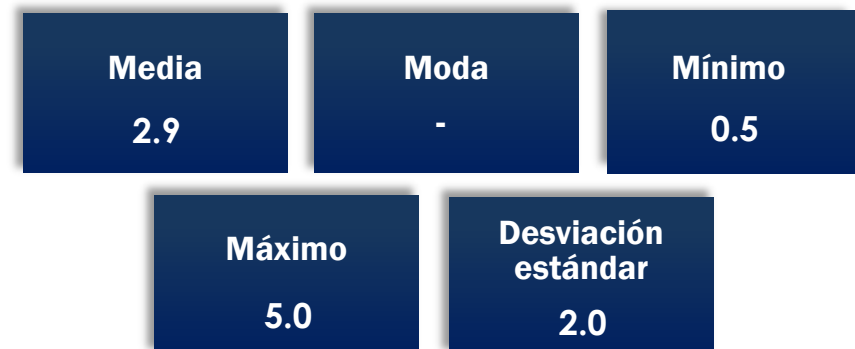 Media
2.9
Moda
-
Mínimo
0.5
Máximo
5.0
Desviación
estándar
2.0